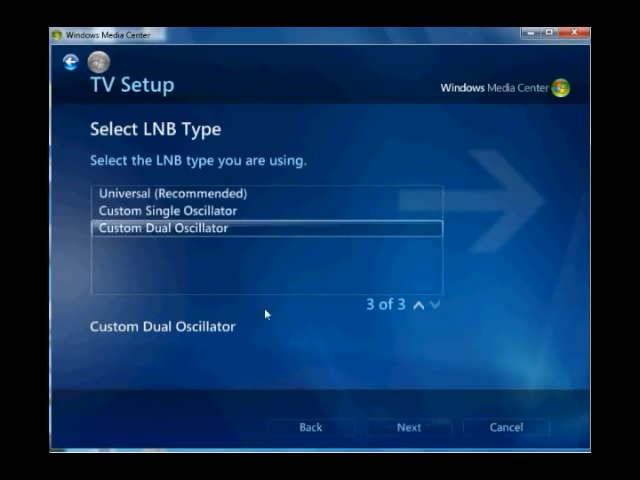 Windows Media Center
TV Setup
Windows Media Center
Select LNB Type
Select the LNB type you are using.
Universal (Recommended)
Custom Single Oscillator
Custom Dual Oscillator
3 of 3
Custom Dual Oscillator
Back
Next
Cancel